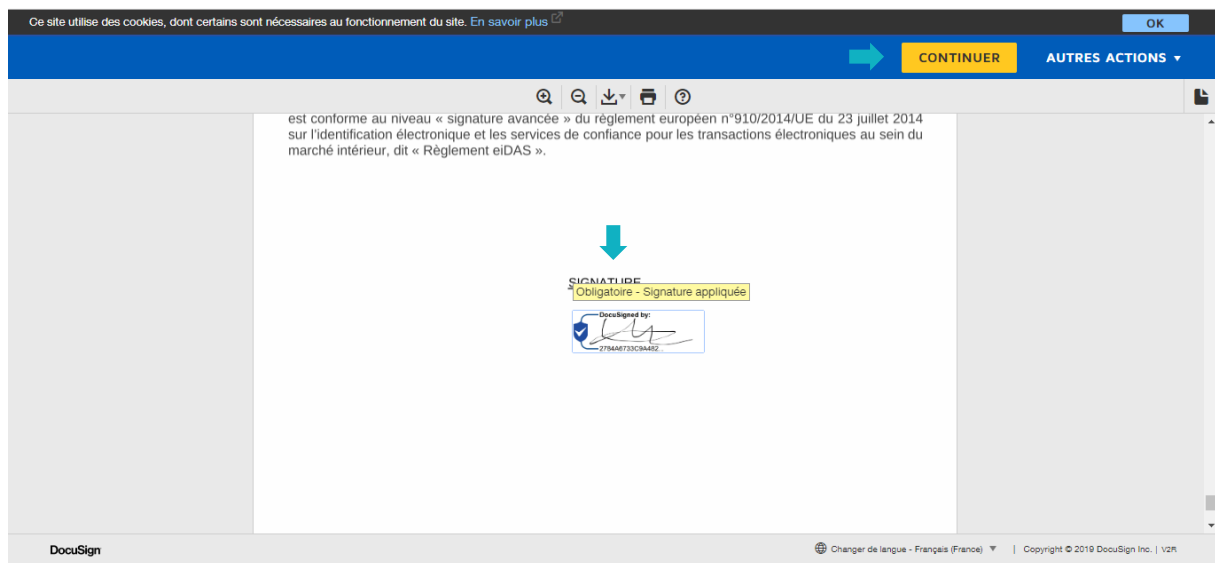 Ce site utilise des cookies, dont certains sont nécessaires au fonctionnement du site. En savoir plus
OK
CONTINUER
AUTRES ACTIONS
est conforme au niveau « signature avancée » du règlement européen n°910/2014/UE du 23 juillet 2014
sur l'identification électronique et les services de confiance pour les transactions électroniques au sein du
marché intérieur, dit « Règlement eiDAS ».
SIGNATURE
Obligatoire - Signature appliquée
DocuSigned by:
2784A6733C9A482...
DocuSign
Changer de langue - Français (France) | Copyright © 2019 DocuSign Inc. | V2R